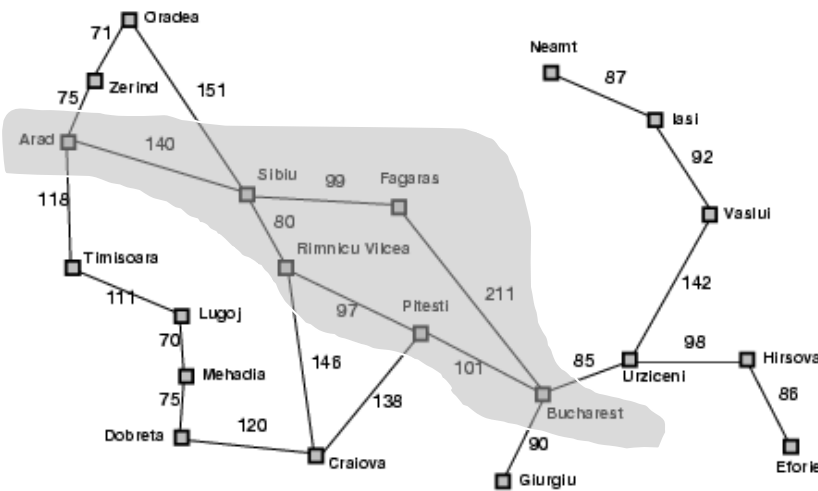 Oradea
71
Neamt
87
Zerind
151
75
Iasi
Arad
140
92
Sibiu
99
Fagaras
118
80
Vaslui
Timisoara
Rimnicu Vilcea
111
Lugoj
97
Pitesti
211
142
70
98
Hirsova
146
101
85
Urziceni
Mehadia
75
138
86
Bucharest
120
Dobreta
90
Craiova
Eforie
Giurgiu